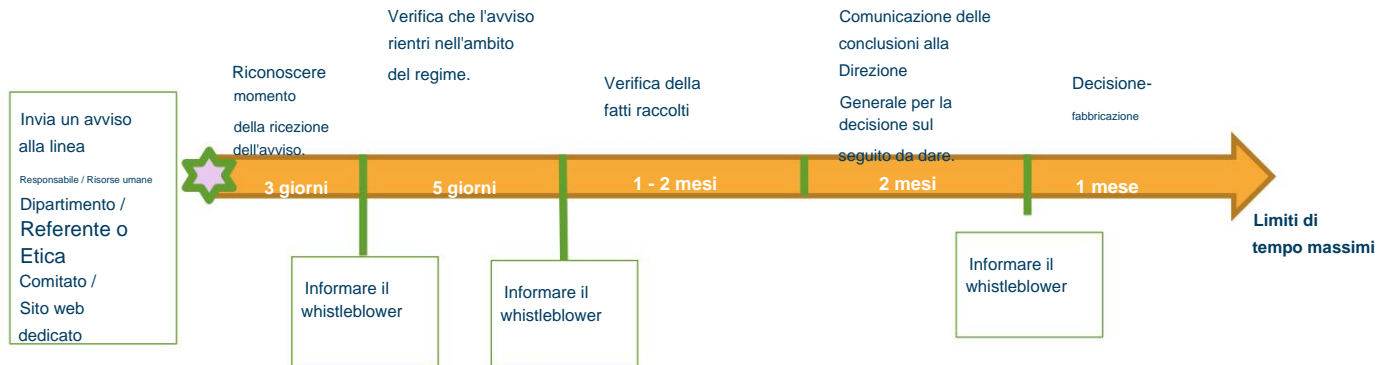 Invia un avviso
alla linea
Responsabile / Risorse umane
Dipartimento /
Referente o
Etica
Comitato /
Sito web
dedicato
Riconoscere
momento
della ricezione
dell'avviso.
Verifica che l'avviso
rientri nell'ambito
del regime.
Verifica della
fatti raccolti
Comunicazione delle
conclusioni alla
Direzione
Generale per la
decisione sul
seguito da dare.
Decisione-
fabbricazione
3 giorni
5 giorni
1 - 2 mesi
2 mesi
1 mese
Limiti di
tempo massimi
Informare il
whistleblower
Informare il
whistleblower
Informare il
whistleblower